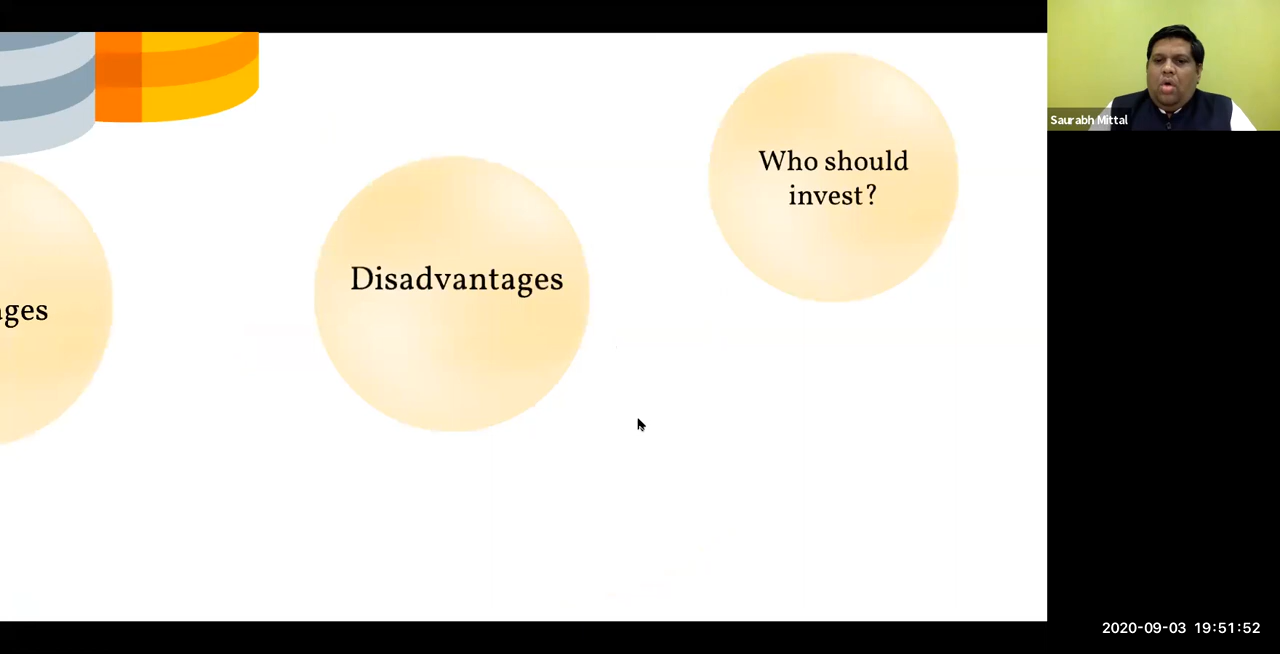 Who should
invest?
Saurabh Mittal
Disadvantages
ages
2020-09-03 19:51:52